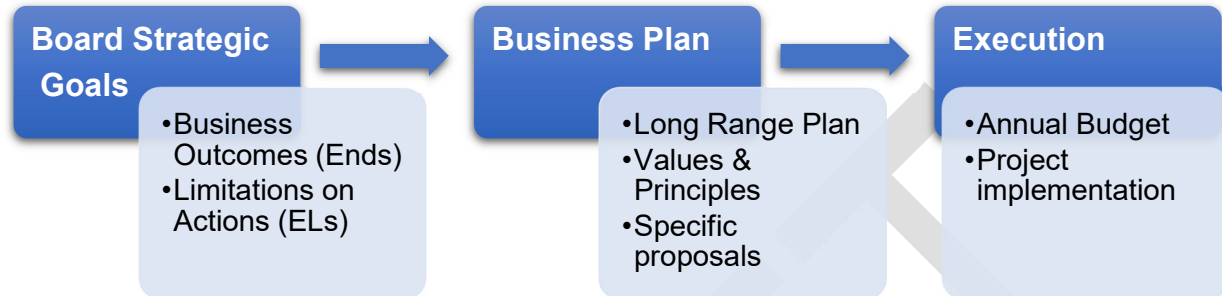 Board Strategic
Goals
•Business
Outcomes (Ends)
•Limitations on
Actions (ELs)
Business Plan
•Long Range Plan
•Values &
Principles
•Specific
proposals
Execution
•Annual Budget
•Project
implementation